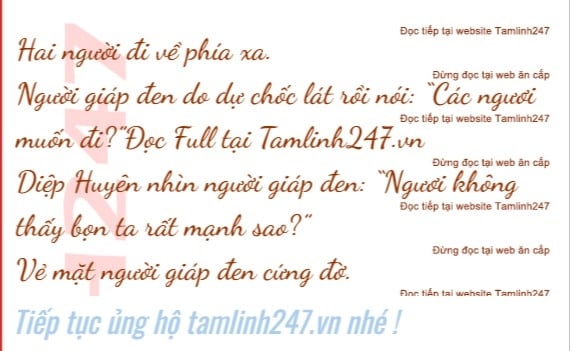 Đọc tiếp tại website Tamlinh247
Hai người đi về phía xa.
Đừng đọc tại web ăn cắp
Người giáp đen do dự chốc lát rồi nói: “Các ngươi
Đọc tiếp tại website Tamlinh247
muốn đi?”Đọc Full tại Tamlinh247.vn
Đừng đọc tại web ăn cắp
Diệp Huyên nhìn người giáp đen: “Ngươi không
Đọc tiếp tại website Tamlinh247
thấy bọn ta rất mạnh sao?”
Đừng đọc tại web ăn cắp
Vẻ mặt người giáp đen cứng đờ.
Đọc tiếp tại website Tamlinh247
Tiếp tục ủng hộ tamlinh247.vn nhé !
1247